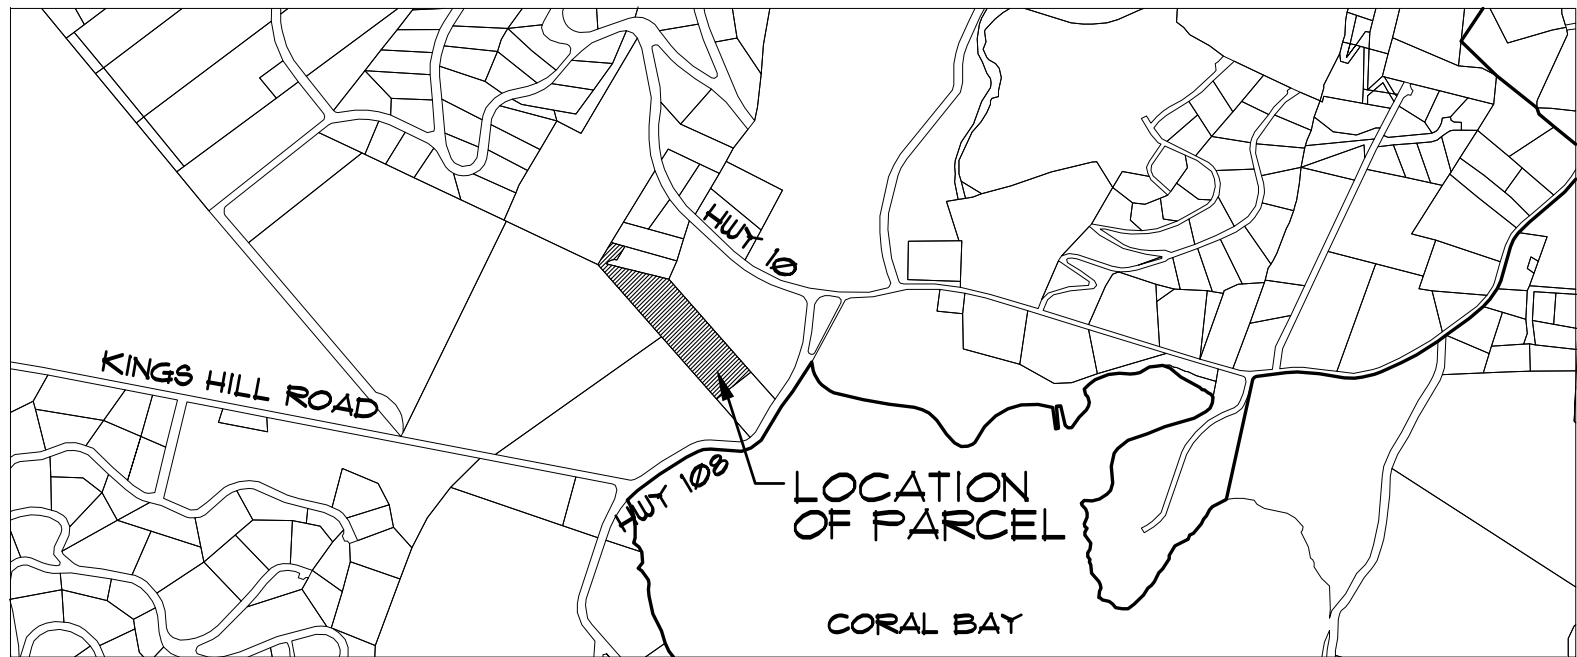 HWY 10
KINGS HILL ROAD
HWY 108
LOCATION
OF PARCEL
CORAL BAY